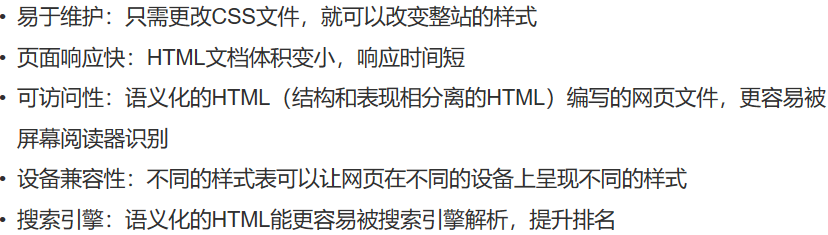 • 易于维护：只需更改CSS文件，就可以改变整站的样式
• 页面响应快：HTML文档体积变小，响应时间短
• 可访问性：语义化的HTML（结构和表现相分离的HTML）编写的网页文件，更容易被
屏幕阅读器识别
• 设备兼容性：不同的样式表可以让网页在不同的设备上呈现不同的样式
• 搜索引擎：语义化的HTML能更容易被搜索引擎解析，提升排名